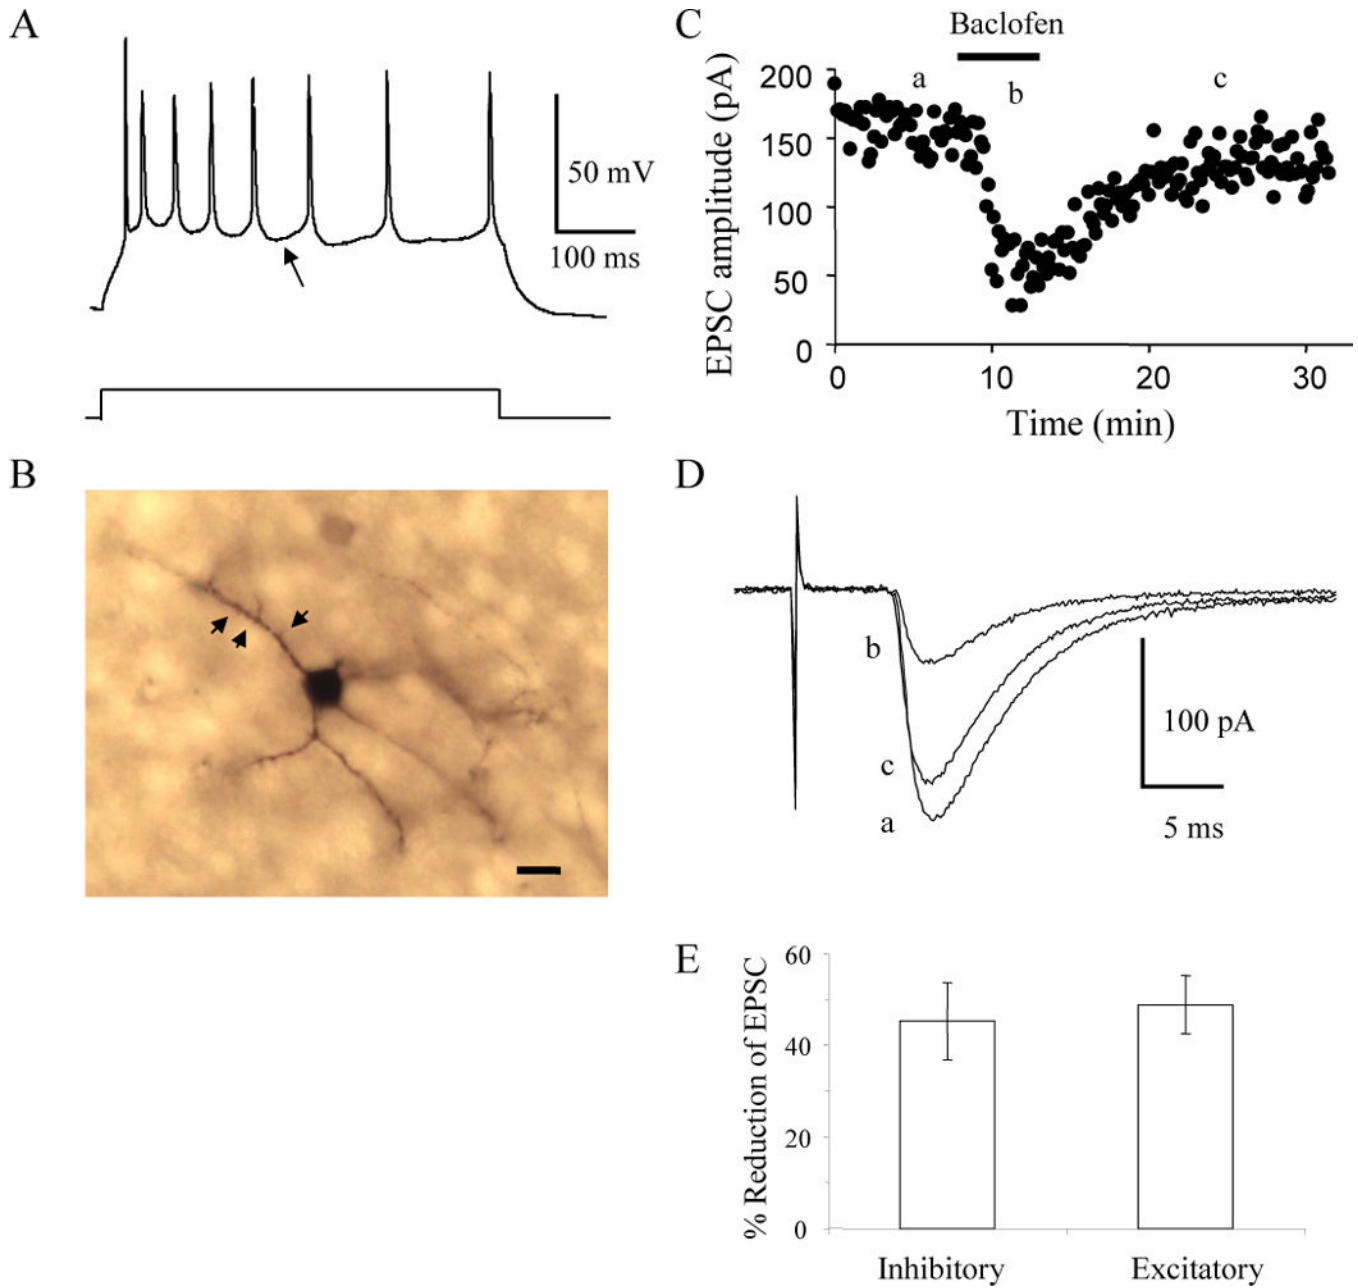 A
50 mV
100 ms
B
C
Baclofen
a
b
c
EPSC amplitude (pA)
200
150
100
50
0
0
10
20
30
Time (min)
D
b
c
a
100 pA
5 ms
E
% Reduction of EPSC
60
40
20
0
Inhibitory
Excitatory